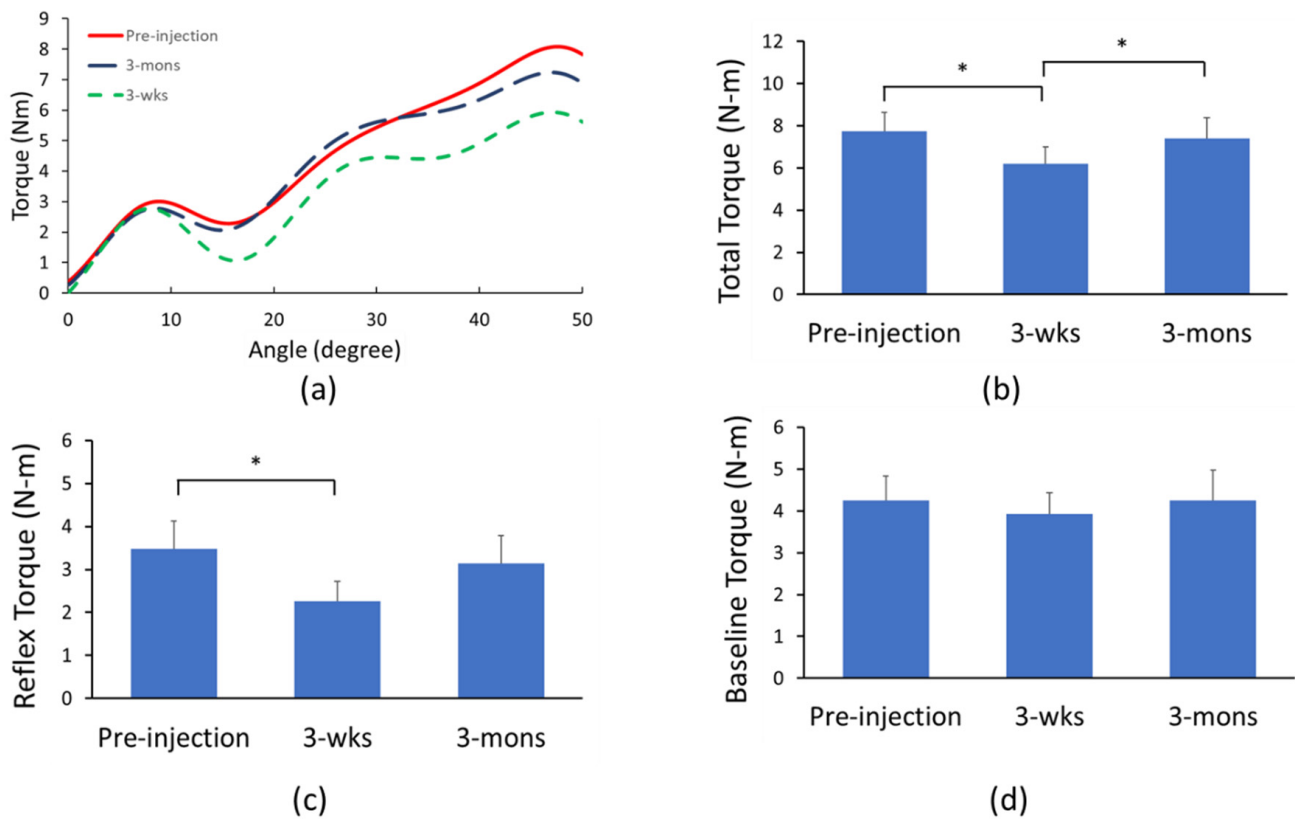 9
8
7
6
5
4
3
2
1
0
Torque (Nm)
Pre-injection
3-mons
3-wks
0 10 20 30 40 50
Angle (degree)
(a)
12
10
8
6
4
2
0
Total Torque (N-m)
*
*
Pre-injection 3-wks 3-mons
(b)
6
5
4
3
2
1
0
Reflex Torque (N-m)
*
Pre-injection 3-wks 3-mons
(c)
6
5
4
3
2
1
0
Baseline Torque (N-m)
Pre-injection 3-wks 3-mons
(d)